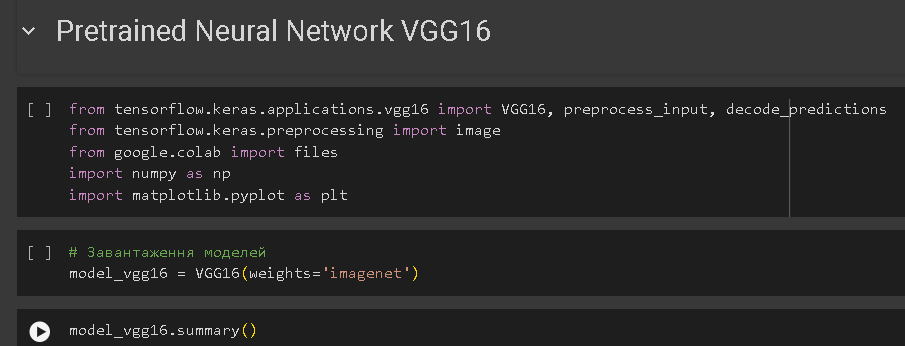 Pretrained Neural Network VGG16
[ ] from tensorflow.keras.applications.vgg16 import VGG16, preprocess_input, decode_predictions
from tensorflow.keras.preprocessing import image
from google.colab import files
import numpy as np
import matplotlib.pyplot as plt
[ ] # Завантаження моделей
model_vgg16 = VGG16(weights='imagenet')
model_vgg16.summary()